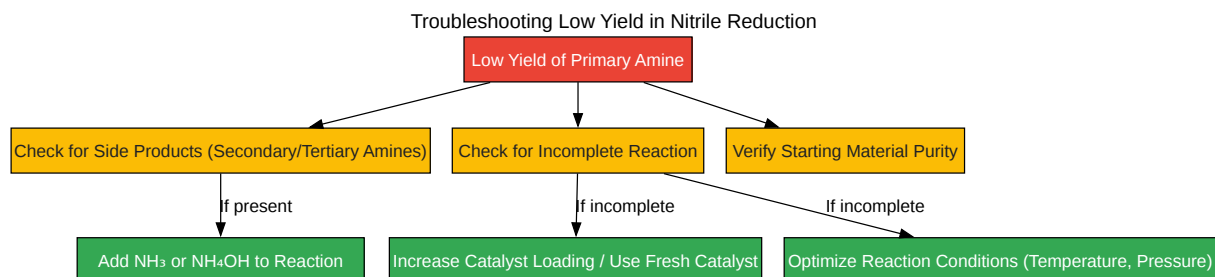 Troubleshooting Low Yield in Nitrile Reduction
Low Yield of Primary Amine
Check for Side Products (Secondary/Tertiary Amines)
Check for Incomplete Reaction
Verify Starting Material Purity
If present
If incomplete
If incomplete
Add NH₃ or NH₄OH to Reaction
Increase Catalyst Loading / Use Fresh Catalyst
Optimize Reaction Conditions (Temperature, Pressure)